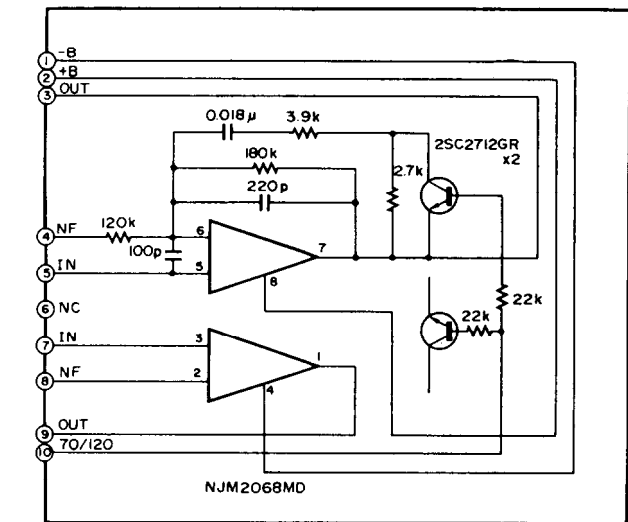 ① -B
② +B
③ OUT
0.018μ 3.9k
2SC2712GR
x2
180k
2.7k
220p
④ NF 120k
6
7
100p
⑤ IN
5
8
⑥ NC
22k
22k
⑦ IN
3
1
⑧ NF
2
4
⑨ OUT
⑩ 70/120
NJM2068MD